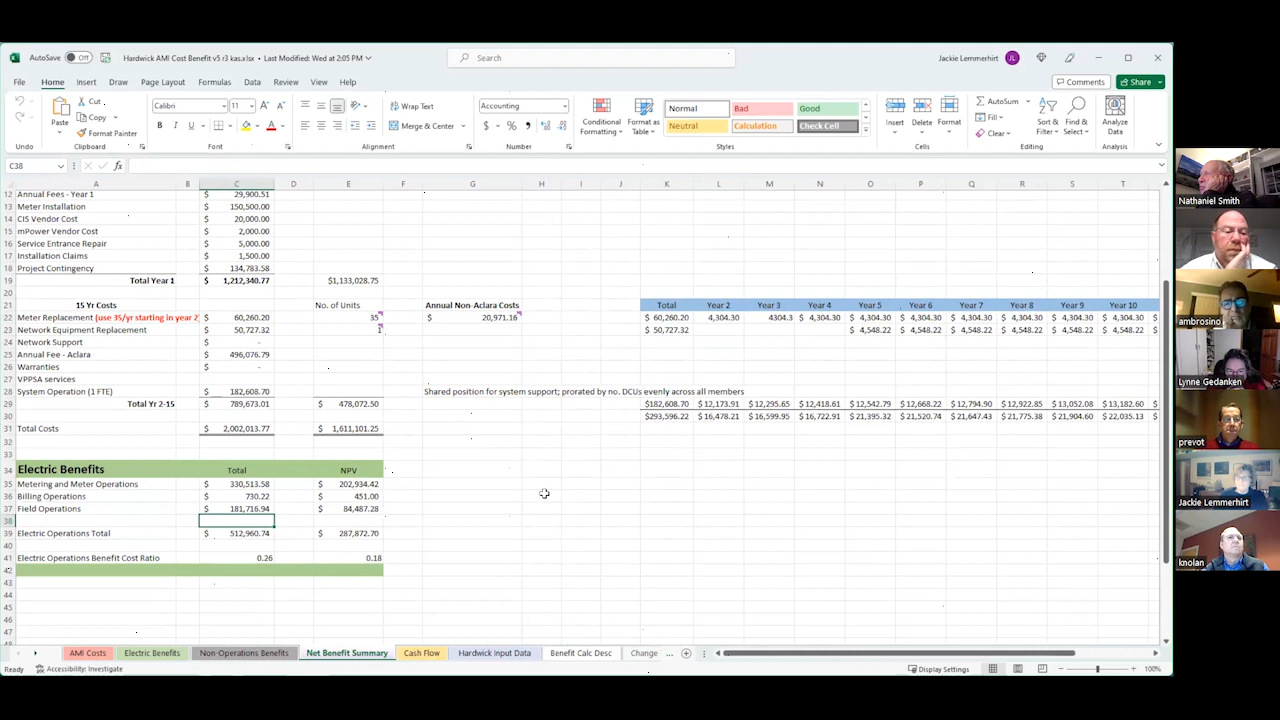 AutoSave Off Hardwick AMI Cost Benefit v5 r3 kas.xlsx • Last Modified: Wed at 2:05 PM Search Jackie Lemmerhirt JL
File Home Insert Draw Page Layout Formulas Data Review View Help Comments Share
Cut Calibri 11 Wrap Text Accounting Normal Bad Good AutoSum
Paste Copy Format Painter Merge & Center Conditional Formatting Format as Table Neutral Calculation Check Cell Insert Delete Format Fill Clear Sort & Filter Find & Select Analyze Data
Undo Clipboard Font Alignment Number Styles Cells Editing Analysis
C38 fx
A B C D E F G H I J K L M N O P Q R S T
12 Annual Fees - Year 1 $ 29,900.51
13 Meter Installation $ 150,500.00
14 CIS Vendor Cost $ 20,000.00
15 mPower Vendor Cost $ 2,000.00
16 Service Entrance Repair $ 5,000.00
17 Installation Claims $ 1,500.00
18 Project Contingency $ 134,783.58
19 Total Year 1 $ 1,212,340.77 $1,133,028.75
20
21 15 Yr Costs No. of Units Annual Non-Aclara Costs Total Year 2 Year 3 Year 4 Year 5 Year 6 Year 7 Year 8 Year 9 Year 10
22 Meter Replacement (use 35/yr starting in year 2) $ 60,260.20 35 $ 20,971.16 $ 60,260.20 4,304.30 4304.3 $ 4,304.30 $ 4,304.30 $ 4,304.30 $ 4,304.30 $ 4,304.30 $ 4,304.30 $ 4,304.30 $
23 Network Equipment Replacement $ 50,727.32 1 $ 50,727.32 $ 4,548.22 $ 4,548.22 $ 4,548.22 $ 4,548.22 $ 4,548.22 $ 4,548.22 $
24 Network Support $ -
25 Annual Fee - Aclara $ 496,076.79
26 Warranties $ -
27 VPPSA services
28 System Operation (1 FTE) $ 182,608.70 Shared position for system support; prorated by no. DCUs evenly across all members
29 Total Yr 2-15 $ 789,673.01 $ 478,072.50 $182,608.70 $ 12,173.91 $ 12,295.65 $ 12,418.61 $ 12,542.79 $ 12,668.22 $ 12,794.90 $ 12,922.85 $ 13,052.08 $ 13,182.60 $
30 $293,596.22 $ 16,478.21 $ 16,599.95 $ 16,722.91 $ 21,395.32 $ 21,520.74 $ 21,647.43 $ 21,775.38 $ 21,904.60 $ 22,035.13 $
31 Total Costs $ 2,002,013.77 $ 1,611,101.25
32
33
34 Electric Benefits Total NPV
35 Metering and Meter Operations $ 330,513.58 $ 202,934.42
36 Billing Operations $ 730.22 $ 451.00
37 Field Operations $ 181,716.94 $ 84,487.28
38
39 Electric Operations Total $ 512,960.74 $ 287,872.70
40
41 Electric Operations Benefit Cost Ratio 0.26 0.18
42
43
44
45
46
47
AMI Costs Electric Benefits Non-Operations Benefits Net Benefit Summary Cash Flow Hardwick Input Data Benefit Calc Desc Change ...
Ready Accessibility: Investigate Display Settings 100%
Nathaniel Smith
ambrosino
Lynne Gedanken
prevot
Jackie Lemmerhirt
knolan